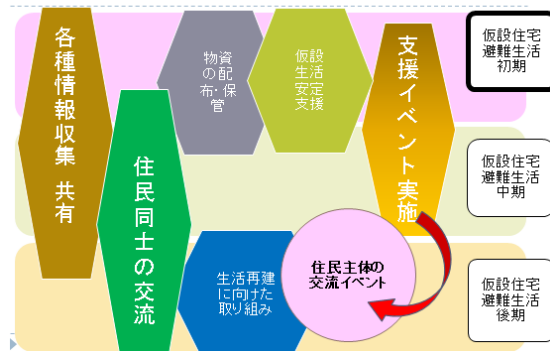 各種情報収集 共有
住民同士の交流
物資
の配
布・保
管
仮設
生活
安定
支援
支援イベント実施
仮設住宅
避難生活
初期
仮設住宅
避難生活
中期
生活再建
に向けた
取り組み
住民主体の
交流イベント
仮設住宅
避難生活
後期